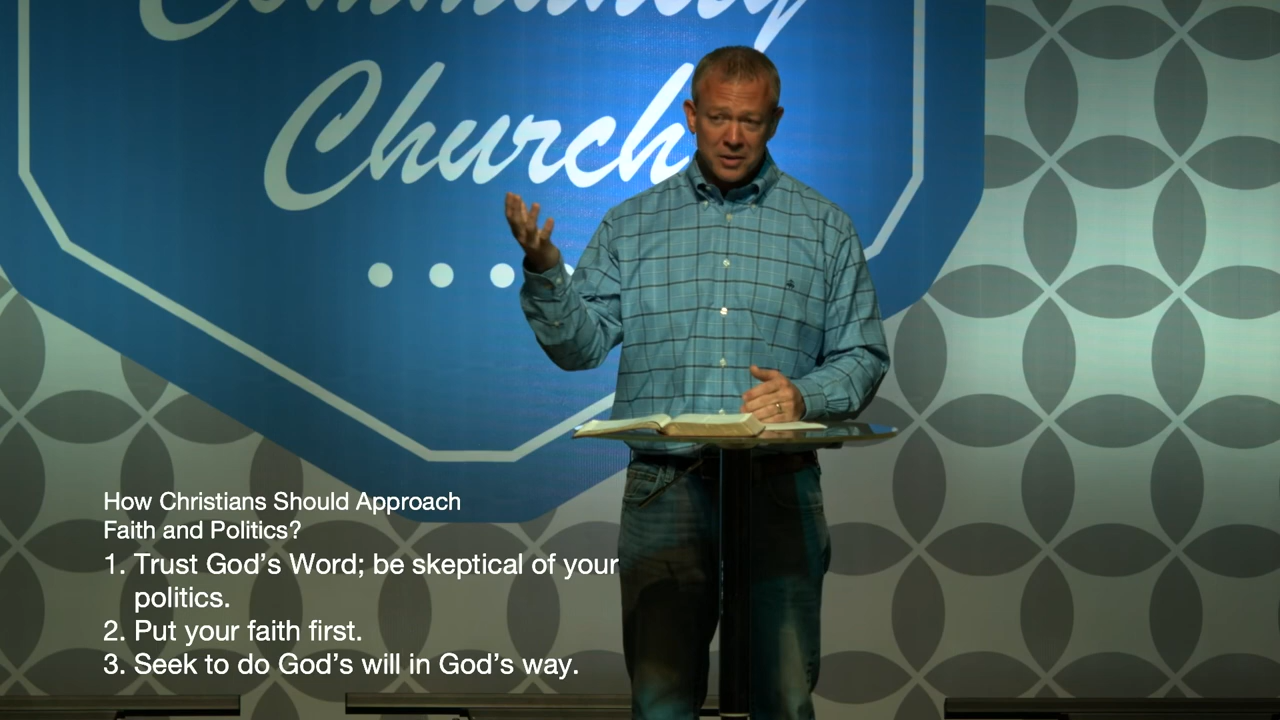 Community
Church
How Christians Should Approach
Faith and Politics?
1. Trust God's Word; be skeptical of your
politics.
2. Put your faith first.
3. Seek to do God's will in God's way.